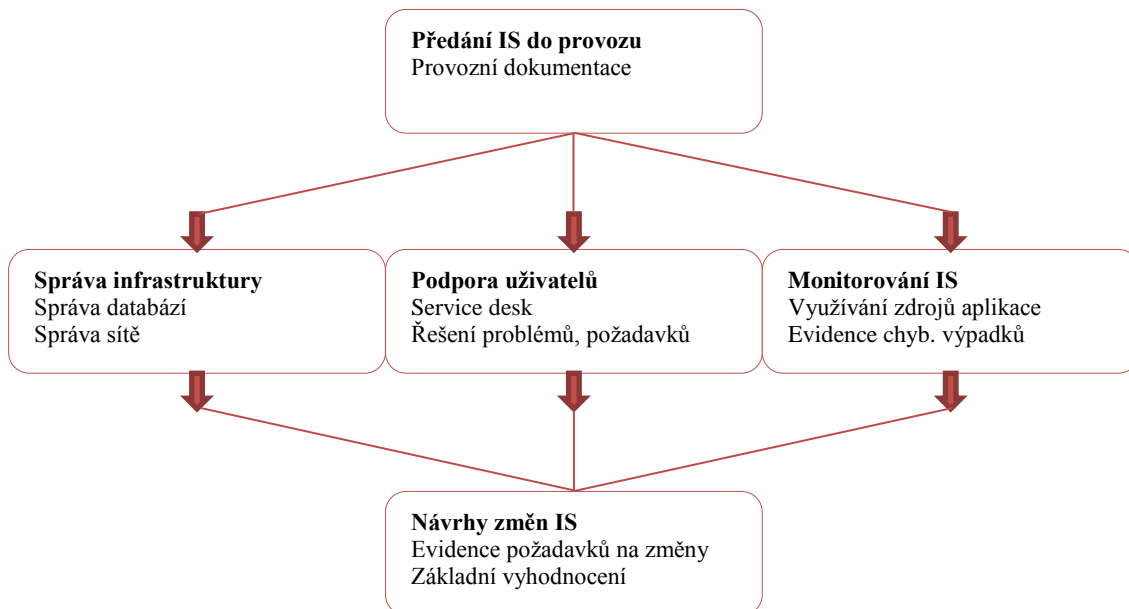 Předání IS do provozu
Provozní dokumentace
Správa infrastruktury
Správa databází
Správa sítě
Podpora uživatelů
Service desk
Řešení problémů, požadavků
Monitorování IS
Využívání zdrojů aplikace
Evidence chyb. výpadků
Návrhy změn IS
Evidence požadavků na změny
Základní vyhodnocení